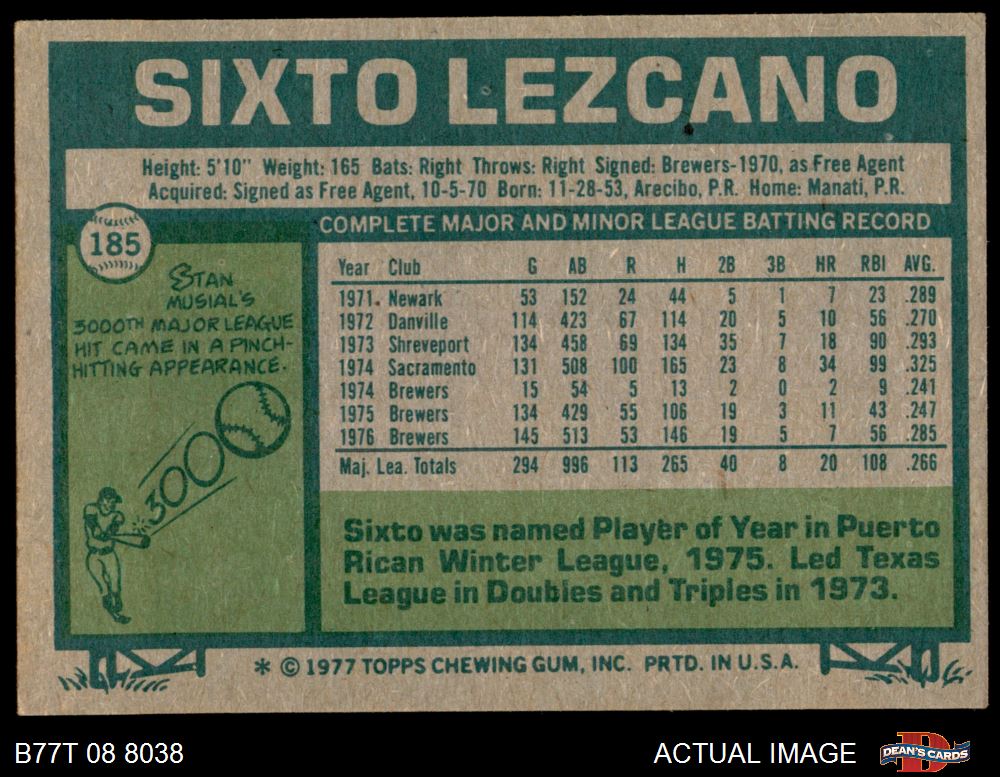 SIXTO LEZCANO
Height: 5'10" Weight: 165 Bats: Right Throws: Right Signed: Brewers-1970, as Free Agent
Acquired: Signed as Free Agent, 10-5-70 Born: 11-28-53, Arecibo, P.R. Home: Manati, P.R.
185
STAN
MUSIAL'S
3000TH MAJOR LEAGUE
HIT CAME IN A PINCH-
HITTING APPEARANCE.
3000
COMPLETE MAJOR AND MINOR LEAGUE BATTING RECORD
Year Club G AB R H 2B 3B HR RBI AVG.
1971. Newark 53 152 24 44 5 1 7 23 .289
1972 Danville 114 423 67 114 20 5 10 56 .270
1973 Shreveport 134 458 69 134 35 7 18 90 .293
1974 Sacramento 131 508 100 165 23 8 34 99 .325
1974 Brewers 15 54 5 13 2 0 2 9 .241
1975 Brewers 134 429 55 106 19 3 11 43 .247
1976 Brewers 145 513 53 146 19 5 7 56 .285
Maj. Lea. Totals 294 996 113 265 40 8 20 108 .266
Sixto was named Player of Year in Puerto
Rican Winter League, 1975. Led Texas
League in Doubles and Triples in 1973.
* © 1977 TOPPS CHEWING GUM, INC. PRTD. IN U.S.A.
B77T 08 8038
ACTUAL IMAGE
D
DEAN'S CARDS